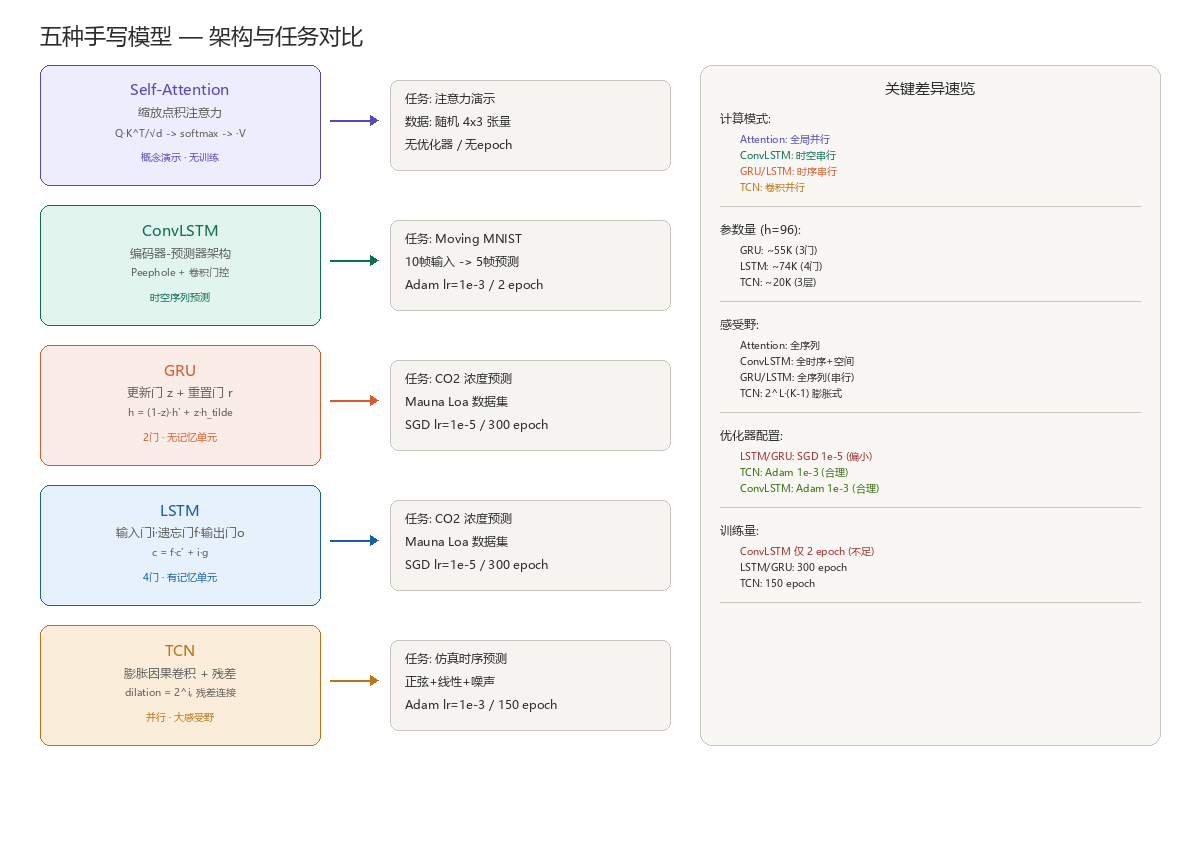 五种手写模型 — 架构与任务对比
Self-Attention
缩放点积注意力
Q·K^T/√d -> softmax -> ·V
概念演示 · 无训练
任务: 注意力演示
数据: 随机 4x3 张量
无优化器 / 无epoch
ConvLSTM
编码器-预测器架构
Peephole + 卷积门控
时空序列预测
任务: Moving MNIST
10帧输入 -> 5帧预测
Adam lr=1e-3 / 2 epoch
GRU
更新门 z + 重置门 r
h = (1-z)·h' + z·h_tilde
2门 · 无记忆单元
任务: CO2 浓度预测
Mauna Loa 数据集
SGD lr=1e-5 / 300 epoch
LSTM
输入门i·遗忘门f·输出门o
c = f·c' + i·g
4门 · 有记忆单元
任务: CO2 浓度预测
Mauna Loa 数据集
SGD lr=1e-5 / 300 epoch
TCN
膨胀因果卷积 + 残差
dilation = 2^i, 残差连接
并行 · 大感受野
任务: 仿真时序预测
正弦+线性+噪声
Adam lr=1e-3 / 150 epoch
关键差异速览
计算模式:
Attention: 全局并行
ConvLSTM: 时空串行
GRU/LSTM: 时序串行
TCN: 卷积并行
参数量 (h=96):
GRU: ~55K (3门)
LSTM: ~74K (4门)
TCN: ~20K (3层)
感受野:
Attention: 全序列
ConvLSTM: 全时序+空间
GRU/LSTM: 全序列(串行)
TCN: 2^L·(K-1) 膨胀式
优化器配置:
LSTM/GRU: SGD 1e-5 (偏小)
TCN: Adam 1e-3 (合理)
ConvLSTM: Adam 1e-3 (合理)
训练量:
ConvLSTM 仅 2 epoch (不足)
LSTM/GRU: 300 epoch
TCN: 150 epoch